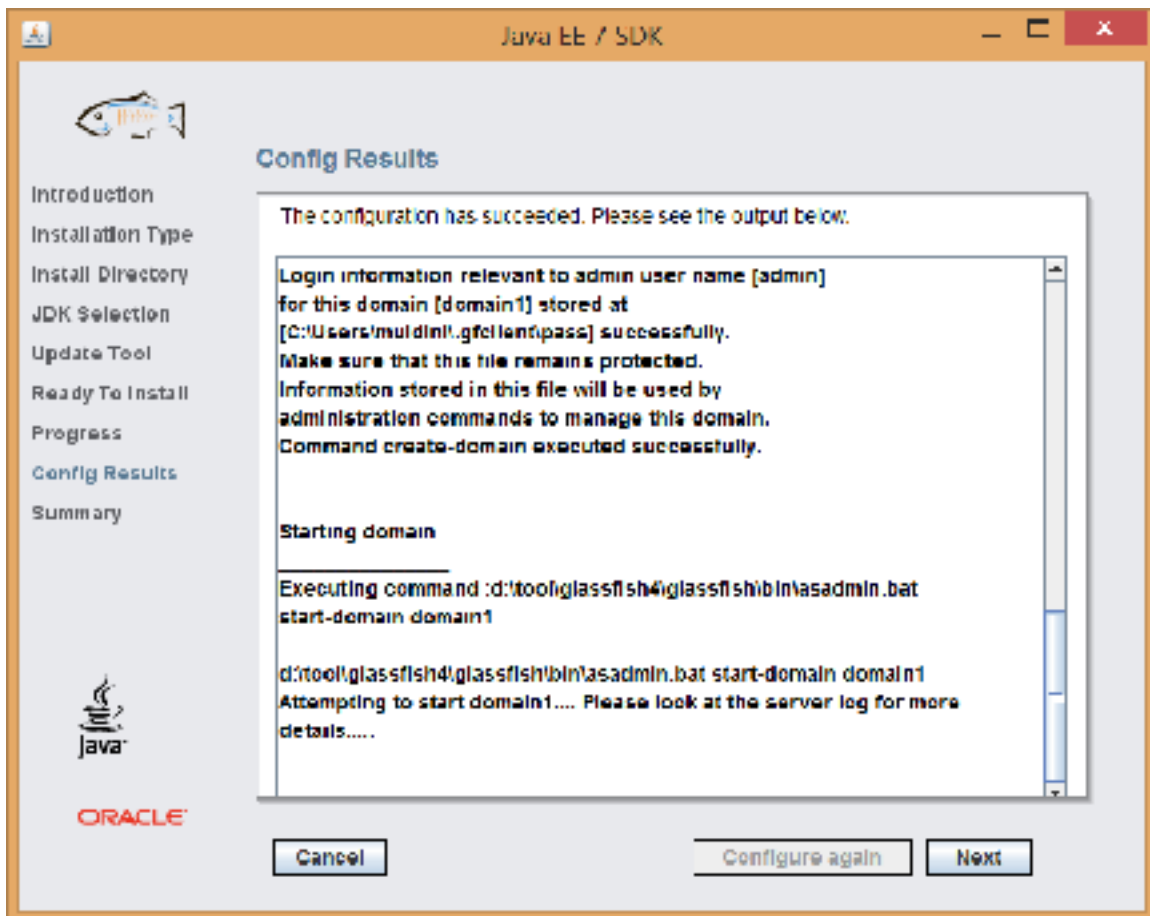 Java EE 7 SDK
Introduction
Installation Type
Install Directory
JDK Selection
Update Tool
Ready To Install
Progress
Config Results
Summary
Java
ORACLE
Config Results
The configuration has succeeded. Please see the output below.
Login information relevant to admin user name [admin]
for this domain [domain1] stored at
[C:\Users\muldini\.gfclient\pass] successfully.
Make sure that this file remains protected.
Information stored in this file will be used by
administration commands to manage this domain.
Command create-domain executed successfully.
Starting domain
Executing command :d:\tool\glassfish4\glassfish\bin\asadmin.bat
start-domain domain1
d:\tool\glassfish4\glassfish\bin\asadmin.bat start-domain domain1
Attempting to start domain1.... Please look at the server log for more
details.....
Cancel
Configure again
Next